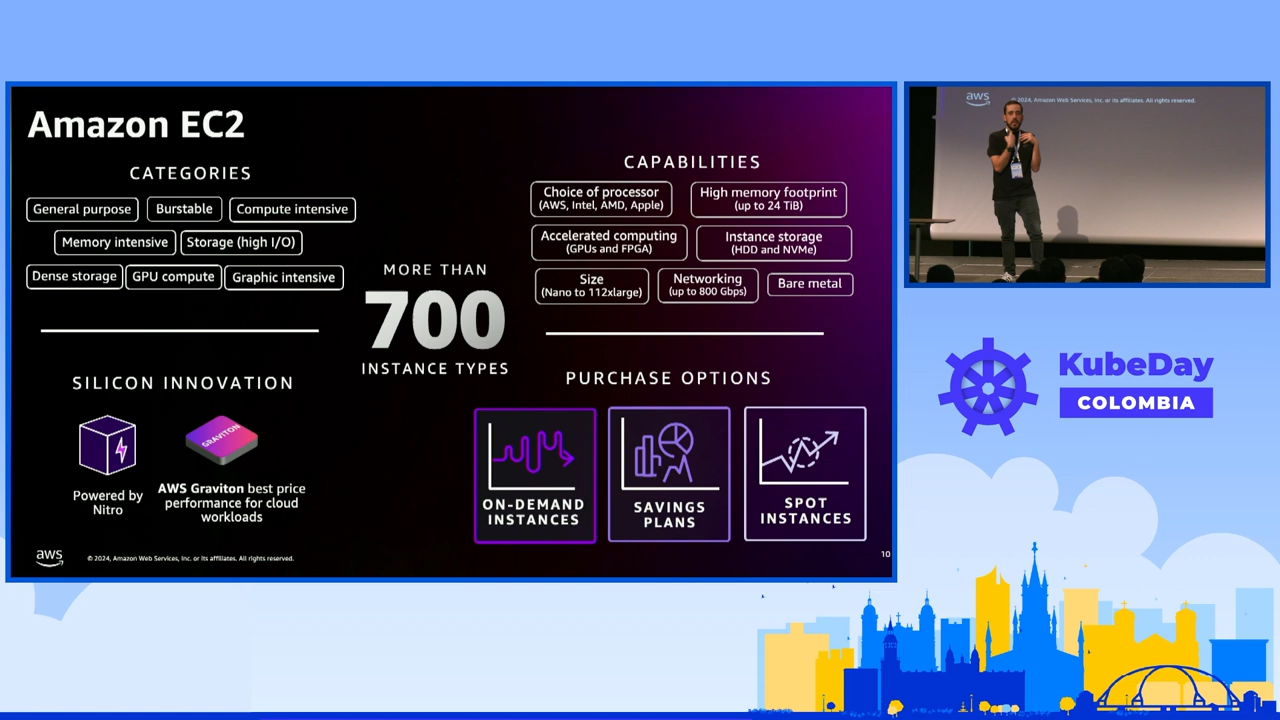 Amazon EC2
CATEGORIES
General purpose
Burstable
Compute intensive
Memory intensive
Storage (high I/O)
Dense storage
GPU compute
Graphic intensive
MORE THAN
700
INSTANCE TYPES
CAPABILITIES
Choice of processor
(AWS, Intel, AMD, Apple)
High memory footprint
(up to 24 TiB)
Accelerated computing
(GPUs and FPGA)
Instance storage
(HDD and NVMe)
Size
(Nano to 112xlarge)
Networking
(up to 800 Gbps)
Bare metal
SILICON INNOVATION
Powered by
Nitro
GRAVITON
AWS Graviton best price
performance for cloud
workloads
PURCHASE OPTIONS
ON-DEMAND
INSTANCES
SAVINGS
PLANS
SPOT
INSTANCES
aws
© 2024, Amazon Web Services, Inc. or its affiliates. All rights reserved.
10
aws
© 2024, Amazon Web Services, Inc. or its affiliates. All rights reserved.
KubeDay
COLOMBIA